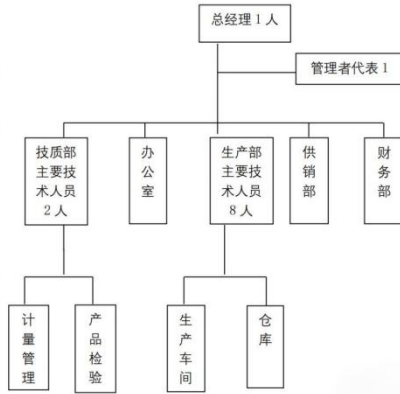 总经理1人
管理者代表1
技质部
主要技
术人员
2人
办公室
生产部
主要技
术人员
8人
供销部
财务部
计量管理
产品检验
生产车间
仓库